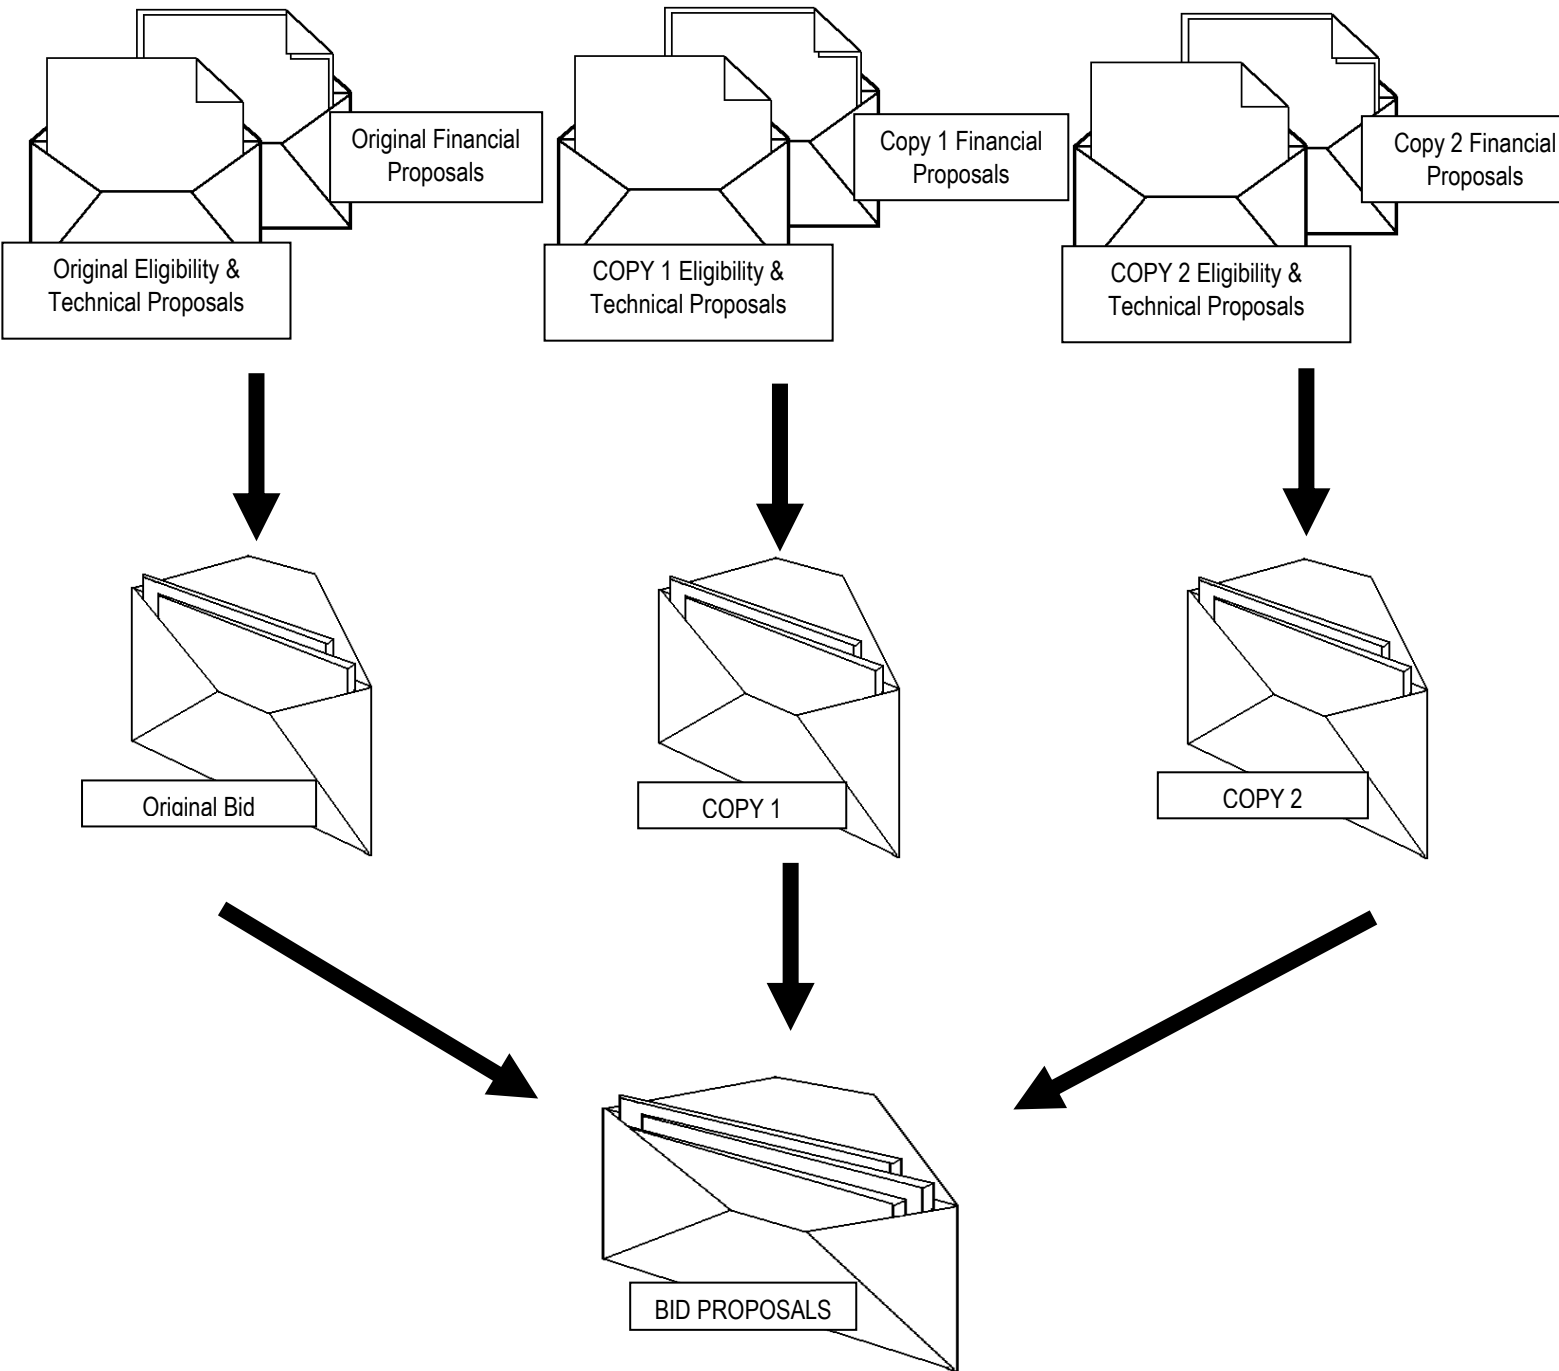 Original Financial
Proposals
Copy 1 Financial
Proposals
Copy 2 Financial
Proposals
Original Eligibility &
Technical Proposals
COPY 1 Eligibility &
Technical Proposals
COPY 2 Eligibility &
Technical Proposals
Original Bid
COPY 1
COPY 2
BID PROPOSALS